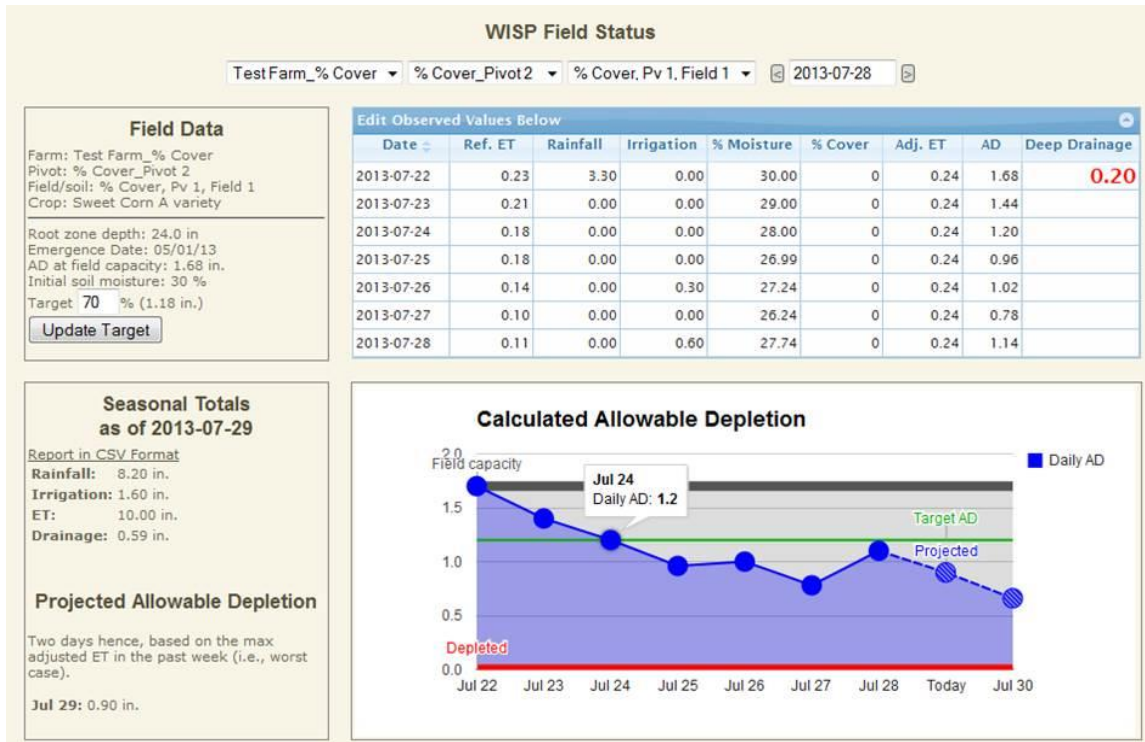 WISP Field Status
Test Farm_% Cover % Cover_Pivot 2 % Cover, Pv 1, Field 1 < 2013-07-28 >
Field Data
Farm: Test Farm_% Cover
Pivot: % Cover_Pivot 2
Field/soil: % Cover, Pv 1, Field 1
Crop: Sweet Corn A variety
Root zone depth: 24.0 in
Emergence Date: 05/01/13
AD at field capacity: 1.68 in.
Initial soil moisture: 30 %
Target 70 % (1.18 in.)
Update Target
Edit Observed Values Below
Date Ref. ET Rainfall Irrigation % Moisture % Cover Adj. ET AD Deep Drainage
2013-07-22 0.23 3.30 0.00 30.00 0 0.24 1.68 0.20
2013-07-23 0.21 0.00 0.00 29.00 0 0.24 1.44
2013-07-24 0.18 0.00 0.00 28.00 0 0.24 1.20
2013-07-25 0.18 0.00 0.00 26.99 0 0.24 0.96
2013-07-26 0.14 0.00 0.30 27.24 0 0.24 1.02
2013-07-27 0.10 0.00 0.00 26.24 0 0.24 0.78
2013-07-28 0.11 0.00 0.60 27.74 0 0.24 1.14
Seasonal Totals
as of 2013-07-29
Report in CSV Format
Rainfall: 8.20 in.
Irrigation: 1.60 in.
ET: 10.00 in.
Drainage: 0.59 in.
Projected Allowable Depletion
Two days hence, based on the max
adjusted ET in the past week (i.e., worst
case).
Jul 29: 0.90 in.
Calculated Allowable Depletion
2.0
Field capacity
Daily AD
Jul 24
Daily AD: 1.2
1.5
Target AD
1.0
Projected
0.5
Depleted
0.0
Jul 22 Jul 23 Jul 24 Jul 25 Jul 26 Jul 27 Jul 28 Today Jul 30